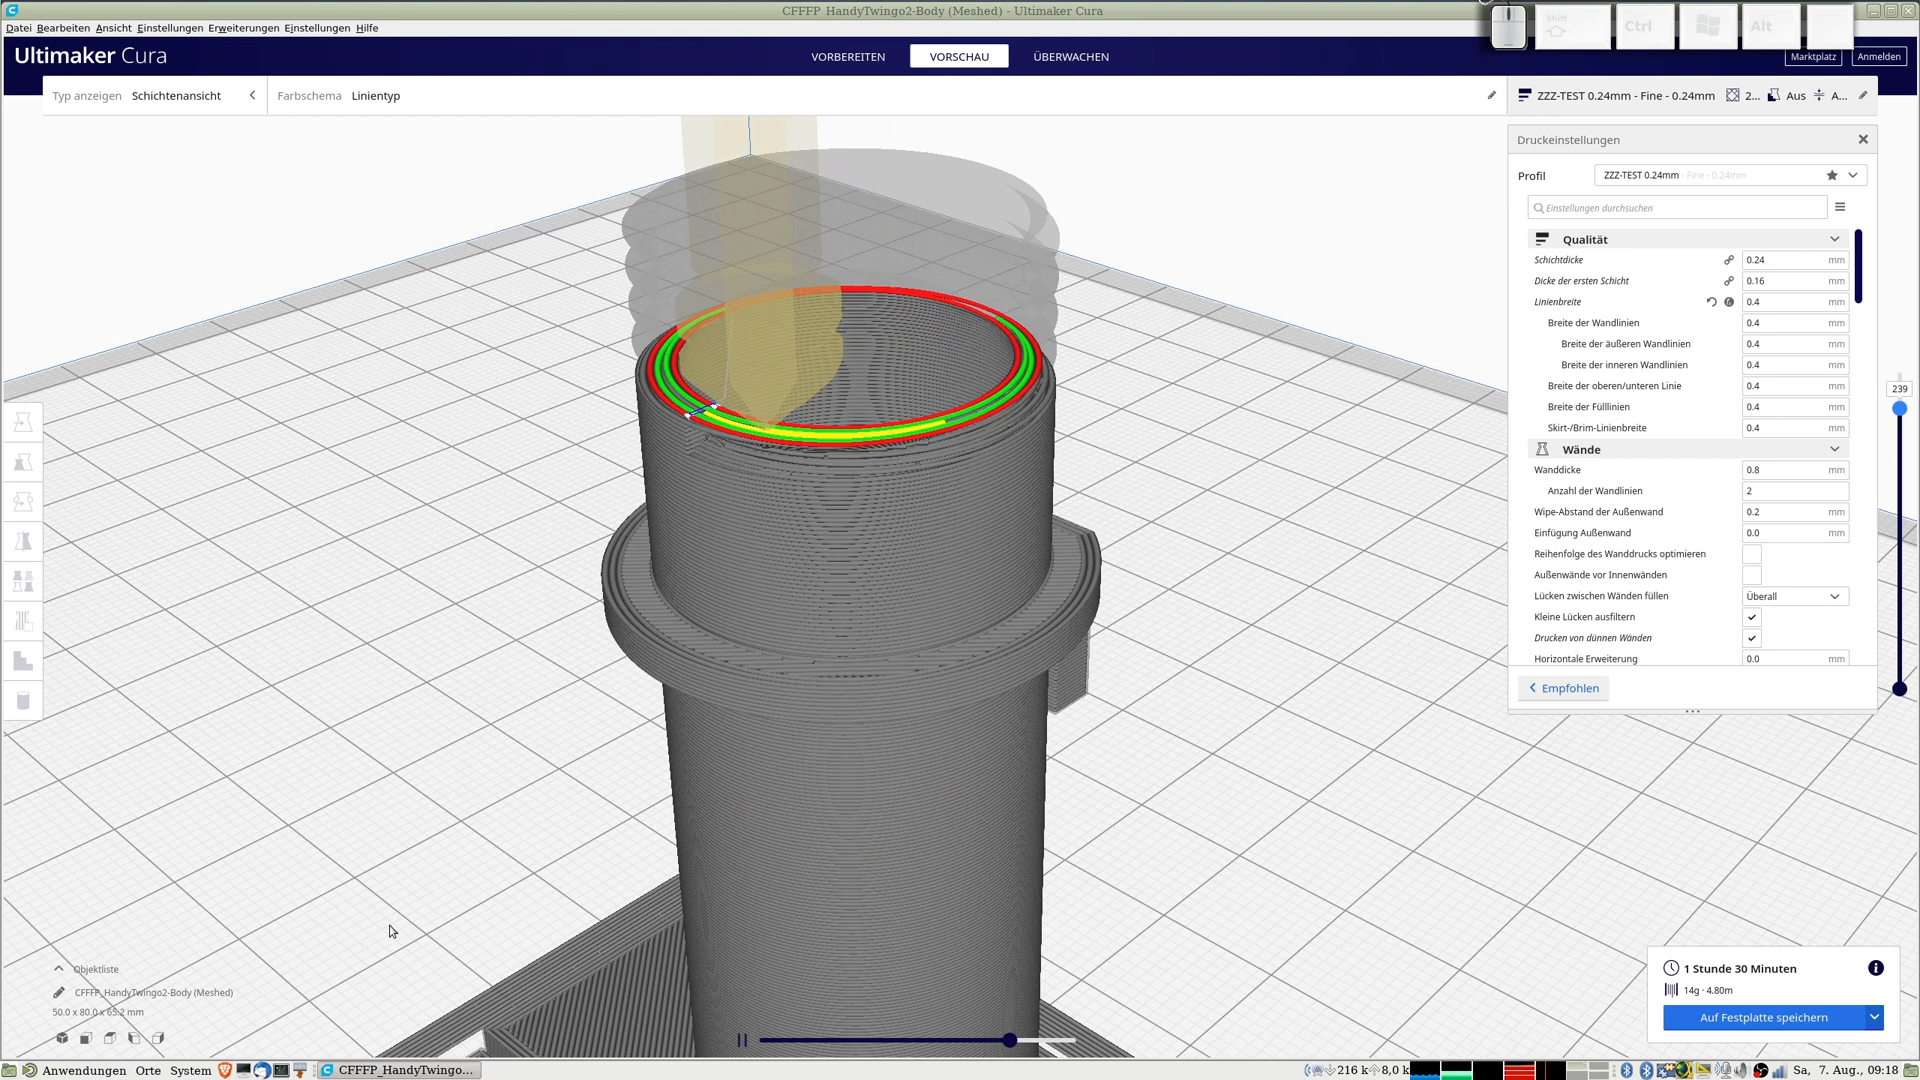 CFFFP_HandyTwingo2-Body (Meshed) - Ultimaker Cura
Datei Bearbeiten Ansicht Einstellungen Erweiterungen Einstellungen Hilfe
Shift
Ctrl
Alt
Ultimaker Cura
VORBEREITEN
VORSCHAU
ÜBERWACHEN
Marktplatz
Anmelden
Typ anzeigen Schichtenansicht
Farbschema Linientyp
ZZZ-TEST 0.24mm - Fine - 0.24mm
2...
Aus
A...
Druckeinstellungen
Profil
ZZZ-TEST 0.24mm - Fine - 0.24mm
Einstellungen durchsuchen
Qualität
Schichtdicke 0.24 mm
Dicke der ersten Schicht 0.16 mm
Linienbreite 0.4 mm
Breite der Wandlinien 0.4 mm
Breite der äußeren Wandlinien 0.4 mm
Breite der inneren Wandlinien 0.4 mm
Breite der oberen/unteren Linie 0.4 mm
Breite der Fülllinien 0.4 mm
Skirt-/Brim-Linienbreite 0.4 mm
Wände
Wanddicke 0.8 mm
Anzahl der Wandlinien 2
Wipe-Abstand der Außenwand 0.2 mm
Einfügung Außenwand 0.0 mm
Reihenfolge des Wanddrucks optimieren
Außenwände vor Innenwänden
Lücken zwischen Wänden füllen Überall
Kleine Lücken ausfiltern
Drucken von dünnen Wänden
Horizontale Erweiterung 0.0 mm
Empfohlen
239
Objektliste
CFFFP_HandyTwingo2-Body (Meshed)
50.0 x 80.0 x 65.2 mm
1 Stunde 30 Minuten
14g · 4.80m
Auf Festplatte speichern
Anwendungen Orte System
CFFFP_HandyTwingo...
216 k 8,0 k
Sa, 7. Aug., 09:18